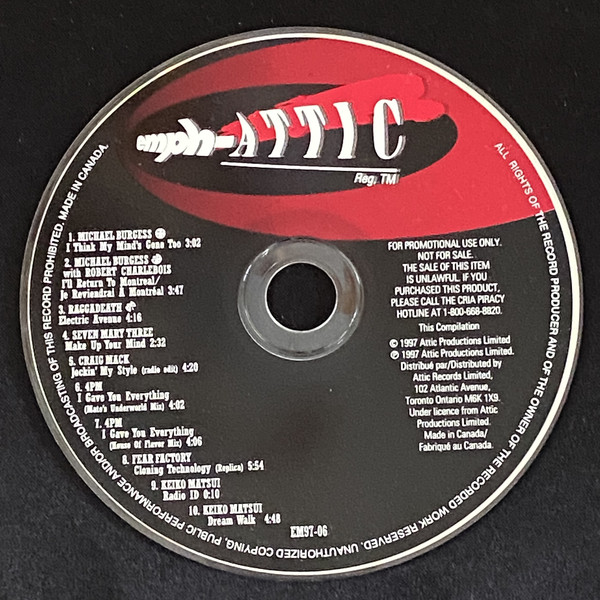 emph-ATTIC
Reg. TM
1. MICHAEL BURGESS
I Think My Mind's Gone Too 3:02
2. MICHAEL BURGESS
with ROBERT CHARLEBOIS
I'll Return To Montreal/
Je Reviendrai A Montréal 3:47
3. RAGGADEATH
Electric Avenue 4:16
4. SEVEN MARY THREE
Make Up Your Mind 2:32
5. CRAIG MACK
Jockin' My Style (radio edit) 4:20
6. 4PM
I Gave You Everything
(Moto's Underworld Mix) 4:02
7. 4PM
I Gave You Everything
(House Of Flavor Mix) 4:06
8. FEAR FACTORY
Cloning Technology (Replica) 5:54
9. KEIKO MATSUI
Radio ID 0:10
10. KEIKO MATSUI
Dream Walk 4:48
FOR PROMOTIONAL USE ONLY.
NOT FOR SALE.
THE SALE OF THIS ITEM
IS UNLAWFUL. IF YOU
PURCHASED THIS PRODUCT,
PLEASE CALL THE CRIA PIRACY
HOTLINE AT 1-800-668-8820.
This Compilation
© 1997 Attic Productions Limited
℗ 1997 Attic Productions Limited.
Distribué par/Distributed by
Attic Records Limited,
102 Atlantic Avenue,
Toronto Ontario M6K 1X9.
Under licence from Attic
Productions Limited.
Made in Canada/
Fabriqué au Canada.
EM97-06
ALL RIGHTS OF THE RECORD PRODUCER AND OF THE OWNER OF THE RECORDED WORK RESERVED. UNAUTHORIZED COPYING, PUBLIC PERFORMANCE AND/OR BROADCASTING OF THIS RECORD PROHIBITED. MADE IN CANADA.